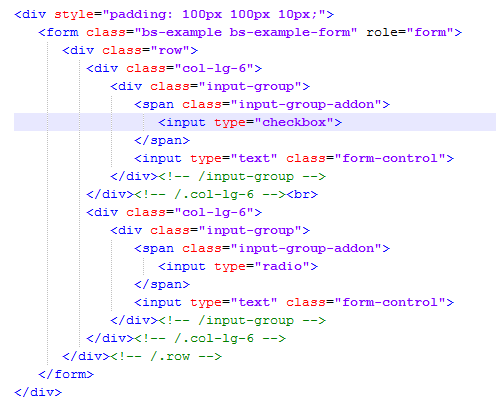 <div style="padding: 100px 100px 10px;">
<form class="bs-example bs-example-form" role="form">
<div class="row">
<div class="col-lg-6">
<div class="input-group">
<span class="input-group-addon">
<input type="checkbox">
</span>
<input type="text" class="form-control">
</div><!-- /input-group -->
</div><!-- /.col-lg-6 --><br>
<div class="col-lg-6">
<div class="input-group">
<span class="input-group-addon">
<input type="radio">
</span>
<input type="text" class="form-control">
</div><!-- /input-group -->
</div><!-- /.col-lg-6 -->
</div><!-- /.row -->
</form>
</div>